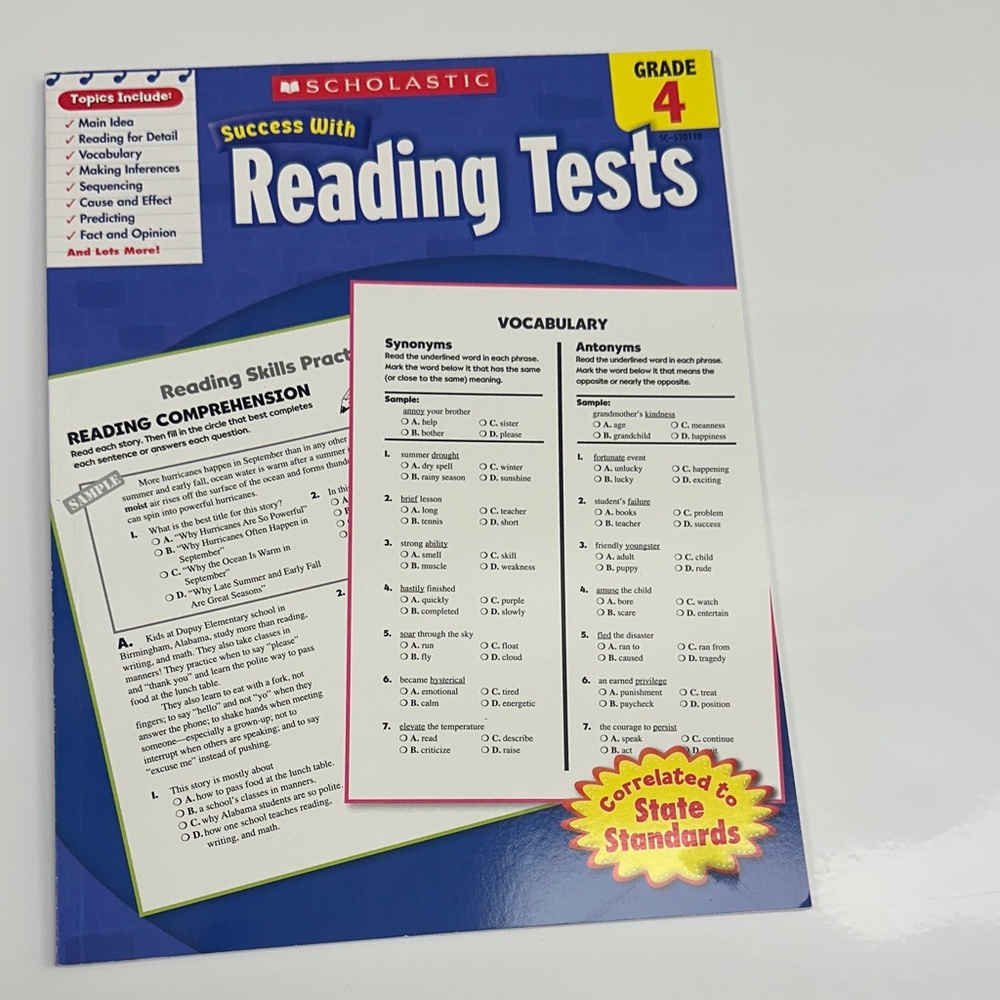 Topics Include:
✓ Main Idea
✓ Reading for Detail
✓ Vocabulary
✓ Making Inferences
✓ Sequencing
✓ Cause and Effect
✓ Predicting
✓ Fact and Opinion
And Lots More!
SCHOLASTIC
GRADE
4
SC-520110
Success With
Reading Tests
Reading Skills Pract
READING COMPREHENSION
Read each story. Then fill in the circle that best completes
each sentence or answers each question.
SAMPLE
More hurricanes happen in September than in any other
summer and early fall, ocean water is warm after a summer
moist air rises off the surface of the ocean and forms
can spin into powerful hurricanes.
1. What is the best title for this story?
A. "Why Hurricanes Are So Powerful"
B. "Why Hurricanes Often Happen in
September"
C. "Why the Ocean Is Warm in
September"
D. "Why Late Summer and Early Fall
Are Great Seasons"
2. In
A.
2.
A. Kids at Dupuy Elementary school in
Birmingham, Alabama, study more than reading,
writing, and math. They also take classes in
manners! They practice when to say "please"
and "thank you" and learn the polite way to pass
food at the lunch table.
They also learn to eat with a fork, not
fingers; to say "hello" and not "yo" when they
answer the phone; to shake hands when meeting
someone—especially a grown-up; not to
interrupt when others are speaking; and to say
"excuse me" instead of pushing.
1. This story is mostly about
A. how to pass food at the lunch table.
B. a school's classes in manners.
C. why Alabama students are so polite.
D. how one school teaches reading,
writing, and math.
VOCABULARY
Synonyms
Read the underlined word in each phrase.
Mark the word below it that has the same
(or close to the same) meaning.
Sample:
annoy your brother
A. help C. sister
B. bother D. please
1. summer drought
A. dry spell C. winter
B. rainy season D. sunshine
2. brief lesson
A. long C. teacher
B. tennis D. short
3. strong ability
A. smell C. skill
B. muscle D. weakness
4. hastily finished
A. quickly C. purple
B. completed D. slowly
5. soar through the sky
A. run C. float
B. fly D. cloud
6. became hysterical
A. emotional C. tired
B. calm D. energetic
7. elevate the temperature
A. read C. describe
B. criticize D. raise
Antonyms
Read the underlined word in each phrase.
Mark the word below it that means the
opposite or nearly the opposite.
Sample:
grandmother's kindness
A. age C. meanness
B. grandchild D. happiness
1. fortunate event
A. unlucky C. happening
B. lucky D. exciting
2. student's failure
A. books C. problem
B. teacher D. success
3. friendly youngster
A. adult C. child
B. puppy D. rude
4. amuse the child
A. bore C. watch
B. scare D. entertain
5. fled the disaster
A. ran to C. ran from
B. caused D. tragedy
6. an earned privilege
A. punishment C. treat
B. paycheck D. position
7. the courage to persist
A. speak C. continue
B. act D.
Correlated to
State
Standards